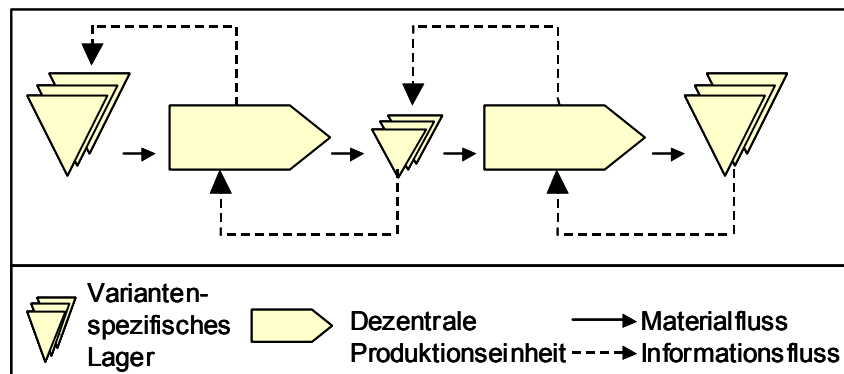 Varianten-
spezifisches
Lager
Dezentrale
Produktionseinheit
Materialfluss
Informationsfluss